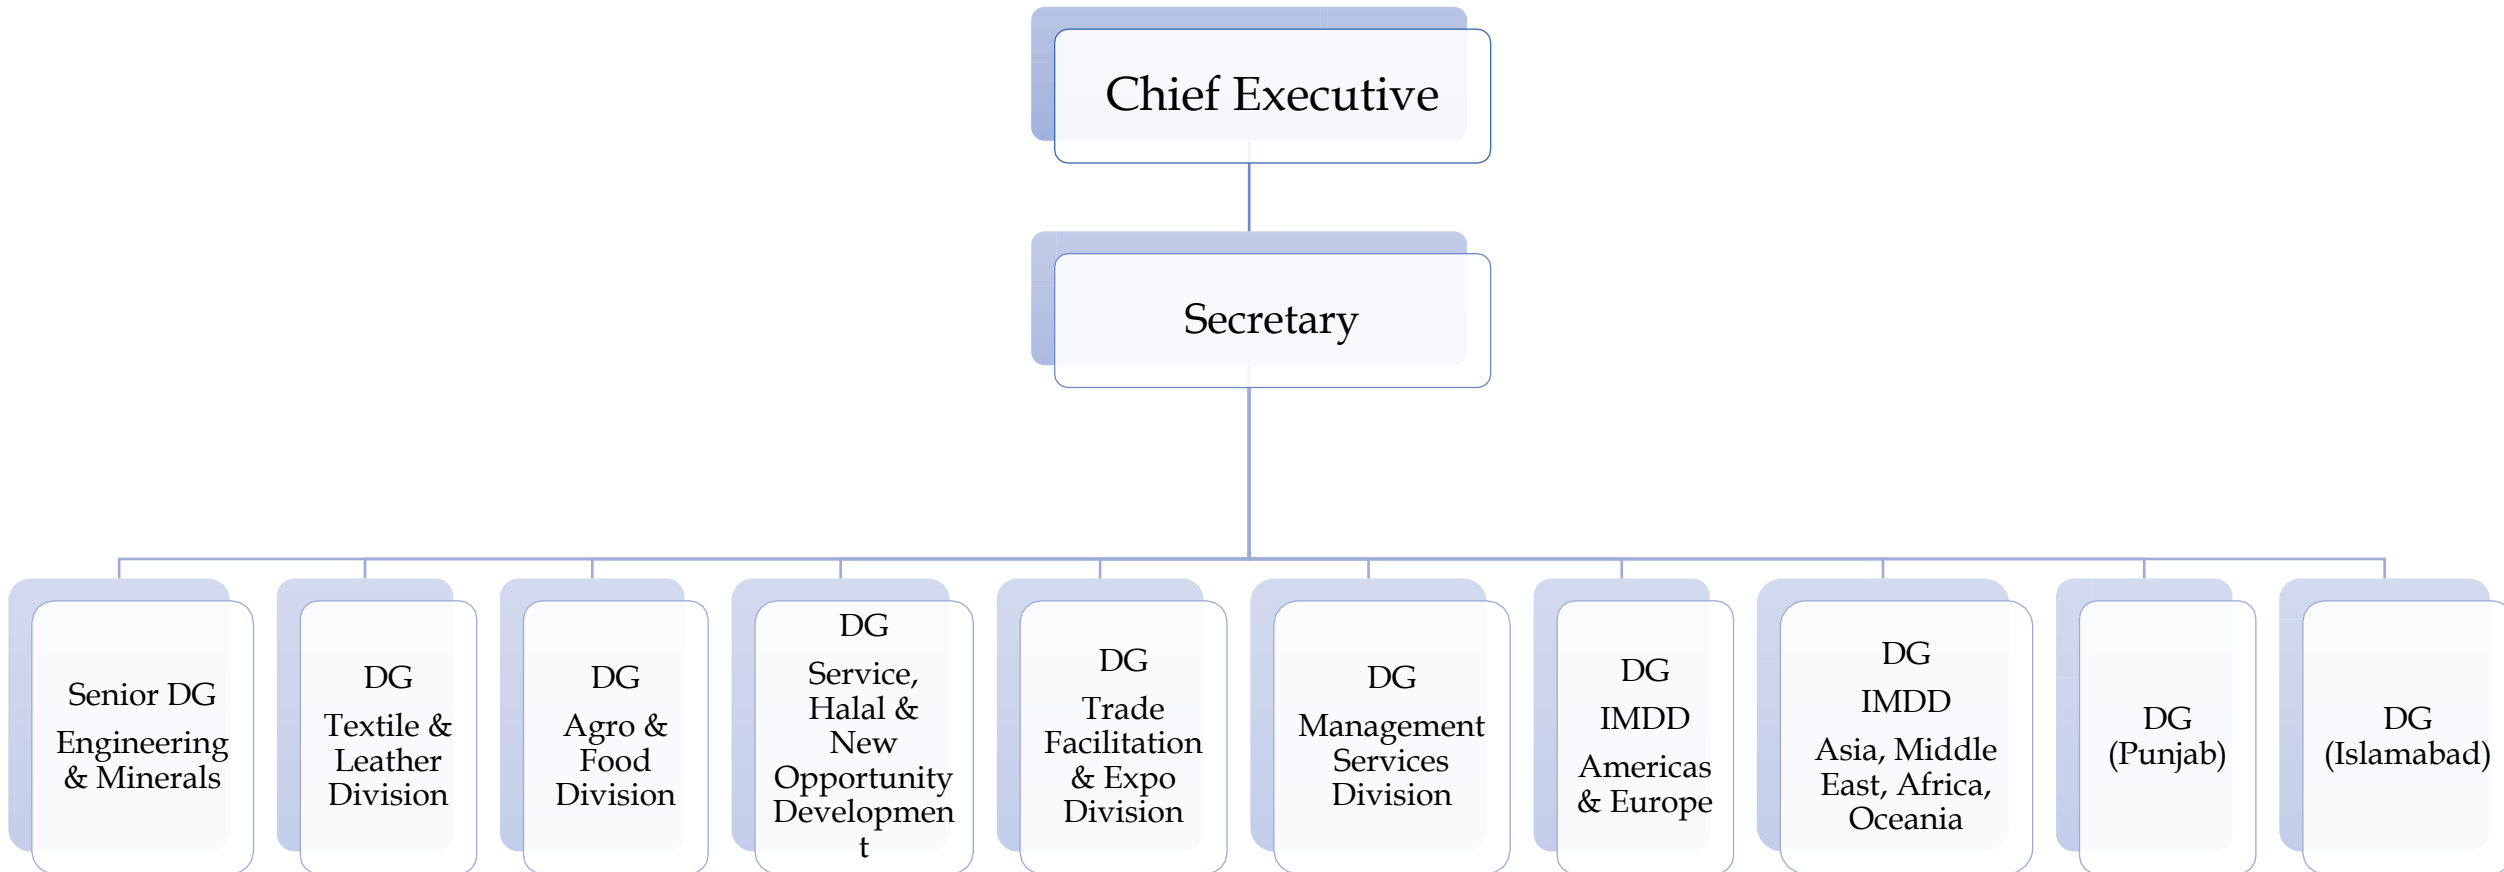 Chief Executive
Secretary
Senior DG
Engineering
& Minerals
DG
Textile &
Leather
Division
DG
Agro &
Food
Division
DG
Service,
Halal &
New
Opportunity
Developmen
t
DG
Trade
Facilitation
& Expo
Division
DG
Management
Services
Division
DG
IMDD
Americas
& Europe
DG
IMDD
Asia, Middle
East, Africa,
Oceania
DG
(Punjab)
DG
(Islamabad)